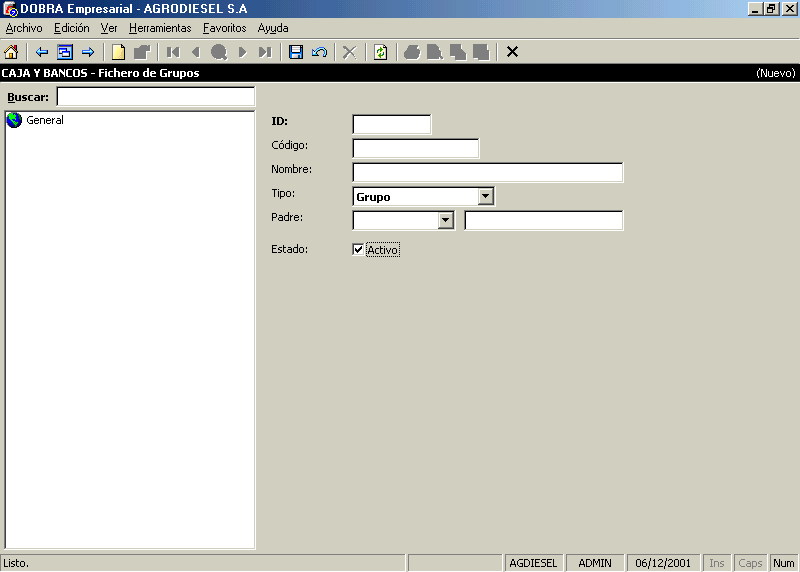 DOBRA Empresarial - AGRODIESEL S.A
Archivo Edición Ver Herramientas Favoritos Ayuda
CAJA Y BANCOS - Fichero de Grupos (Nuevo)
Buscar:
General
ID:
Código:
Nombre:
Tipo: Grupo
Padre:
Estado: Activo
Listo. AGDIESEL ADMIN 06/12/2001 Ins Caps Num